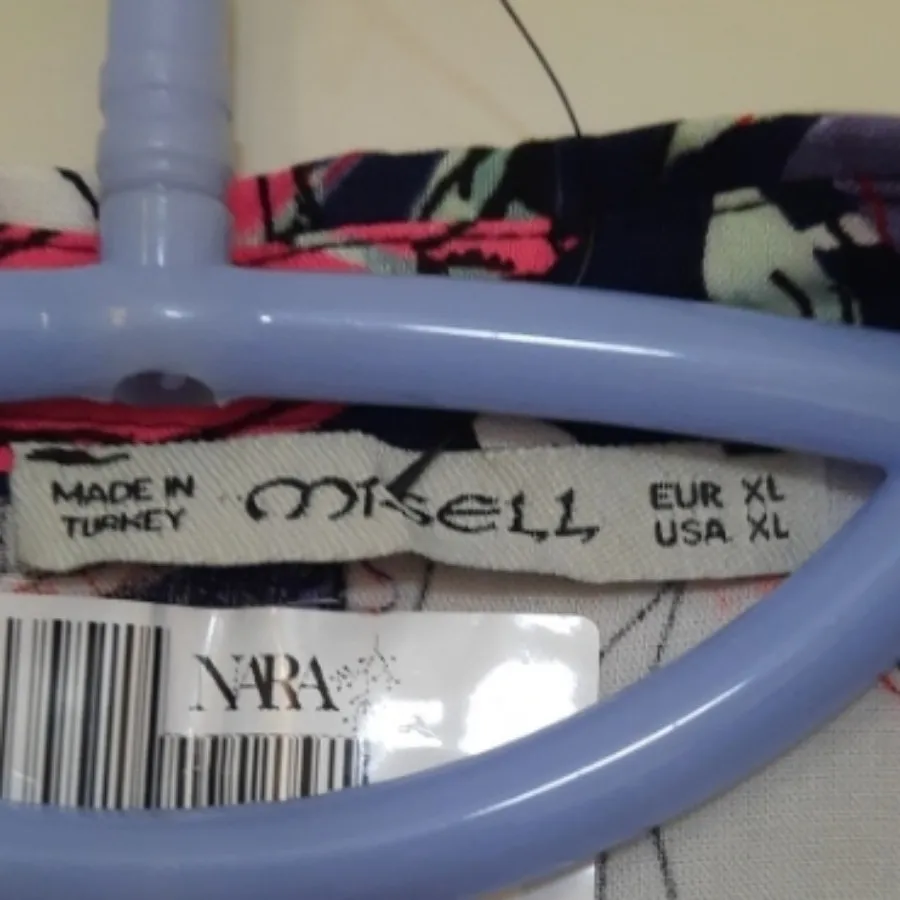 MADE IN
TURKEY
misell
EUR XL
USA XL
NARA